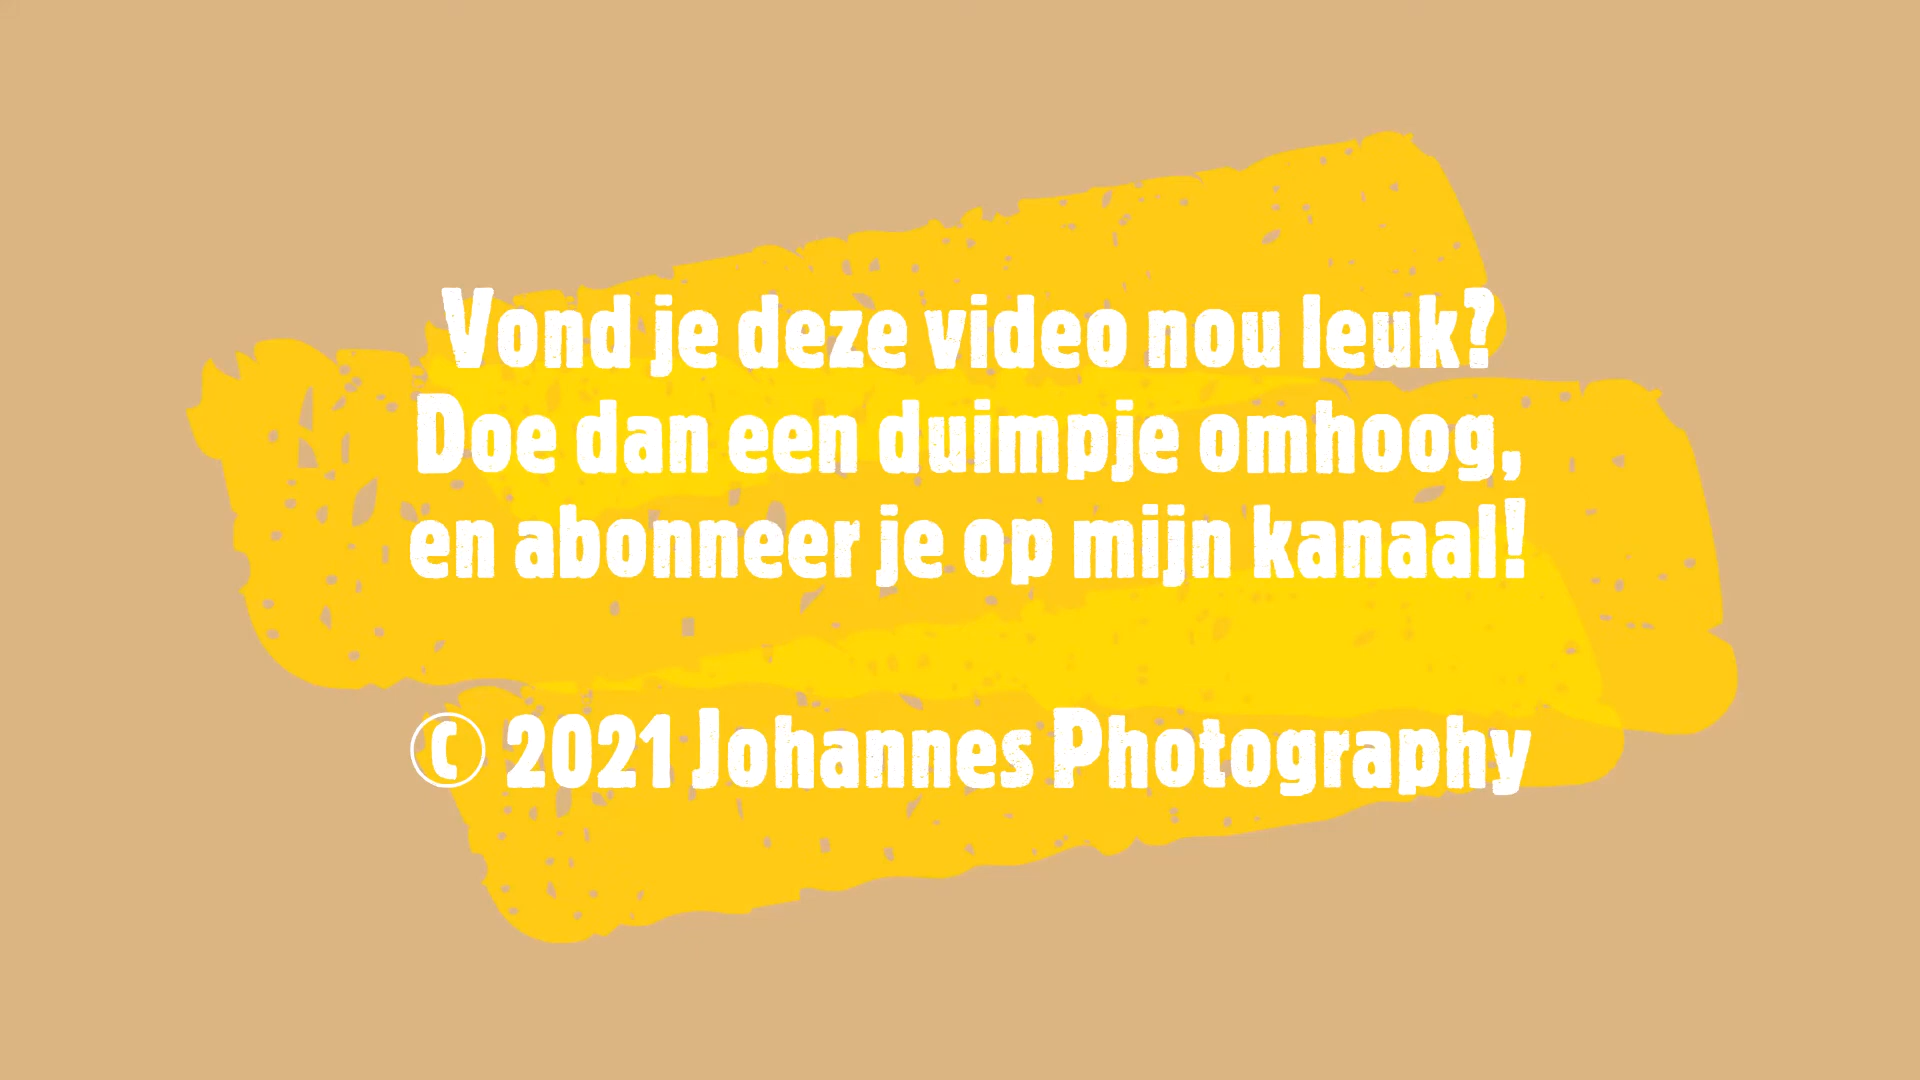 Vond je deze video nou leuk?
Doe dan een duimpje omhoog,
en abonneer je op mijn kanaal!
© 2021 Johannes Photography